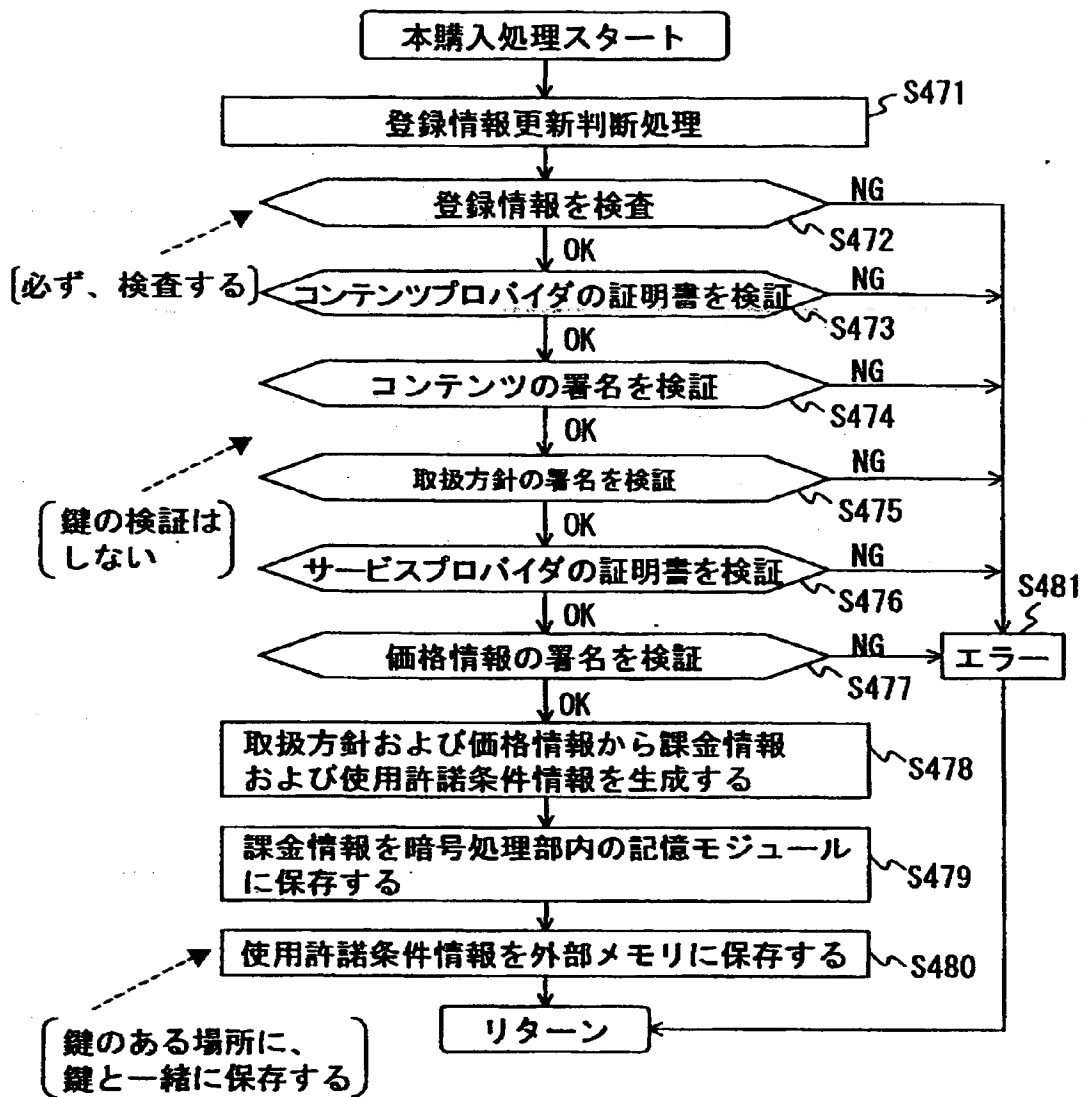 本購入処理スタート
S471
登録情報更新判断処理
登録情報を検査
NG
S472
OK
〔必ず、検査する〕
コンテンツプロバイダの証明書を検証
NG
S473
OK
コンテンツの署名を検証
NG
S474
OK
取扱方針の署名を検証
NG
S475
〔鍵の検証は
しない〕
OK
サービスプロバイダの証明書を検証
NG
S476
OK
S481
エラー
価格情報の署名を検証
NG
S477
OK
取扱方針および価格情報から課金情報
および使用許諾条件情報を生成する
S478
課金情報を暗号処理部内の記憶モジュール
に保存する
S479
使用許諾条件情報を外部メモリに保存する
S480
リターン
〔鍵のある場所に、
鍵と一緒に保存する〕